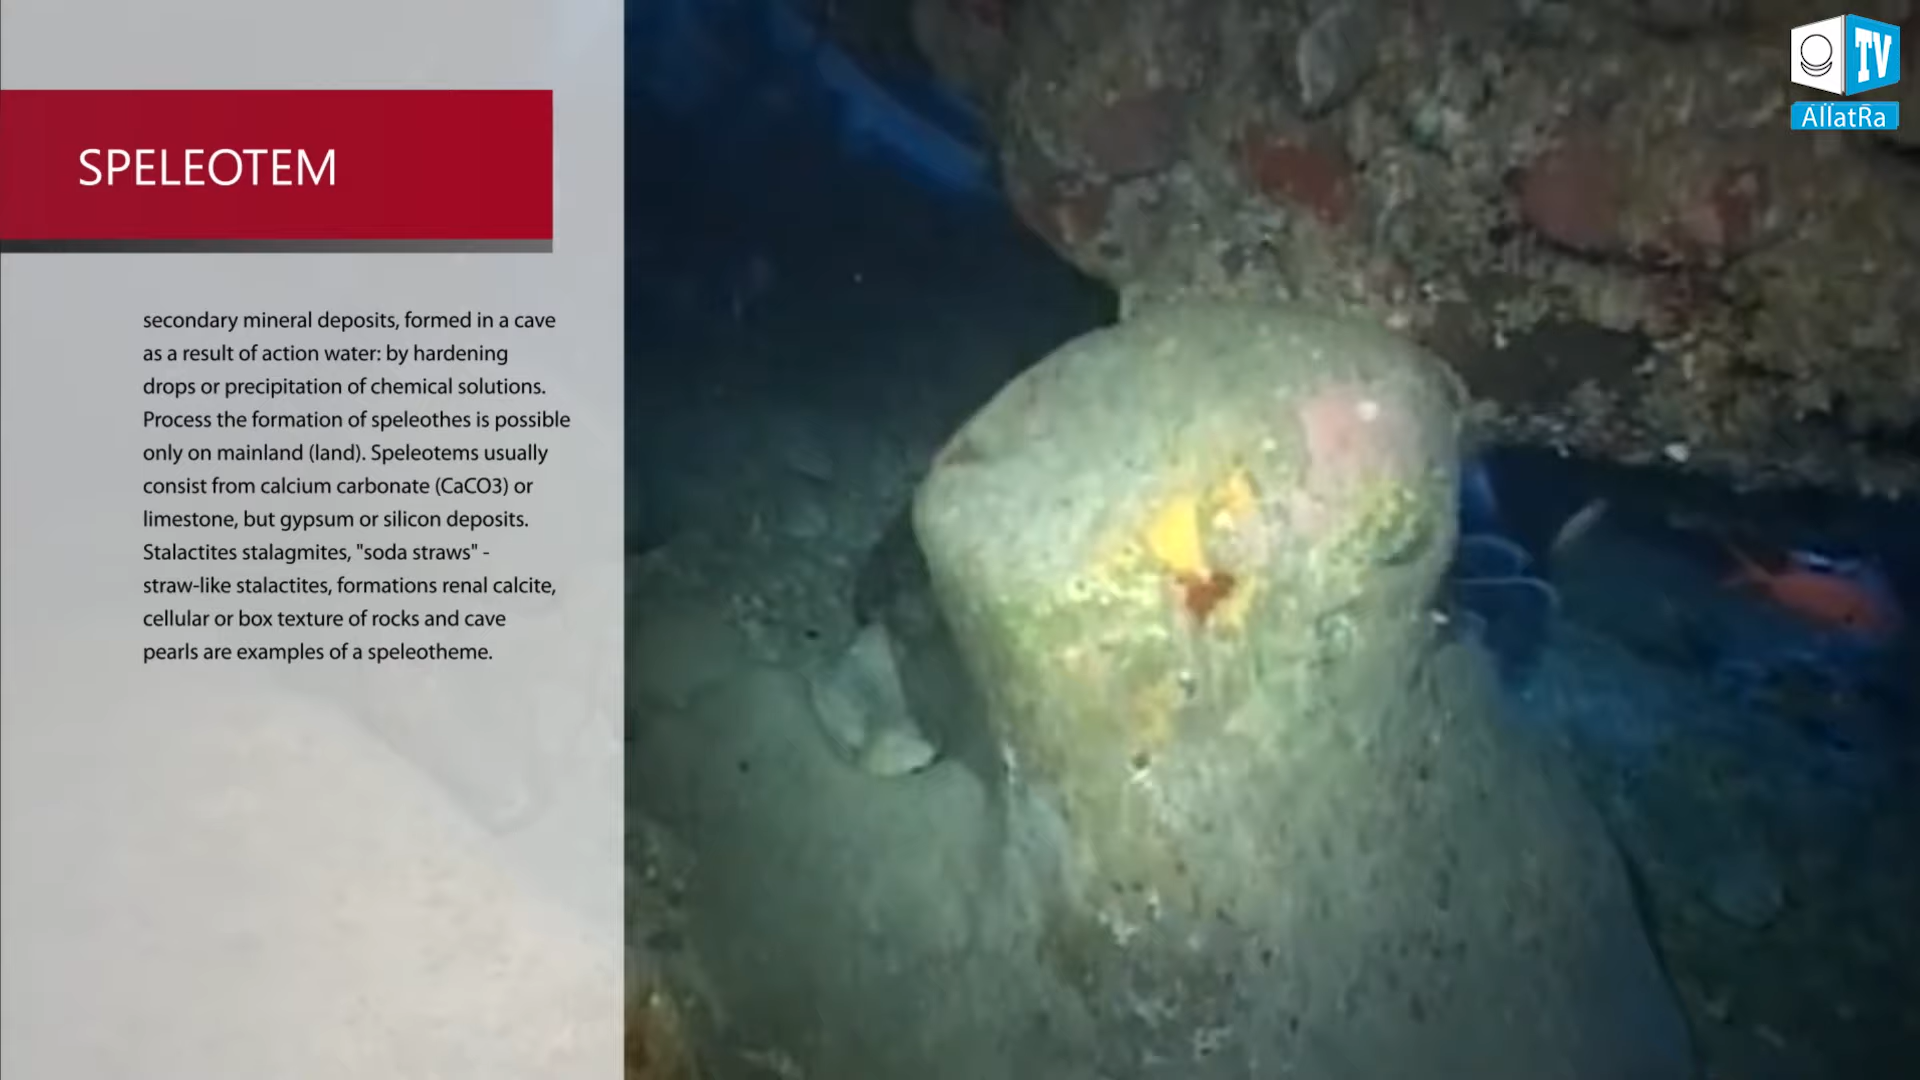 SPELEOTEM
secondary mineral deposits, formed in a cave
as a result of action water: by hardening
drops or precipitation of chemical solutions.
Process the formation of speleothes is possible
only on mainland (land). Speleotems usually
consist from calcium carbonate (CaCO3) or
limestone, but gypsum or silicon deposits.
Stalactites stalagmites, "soda straws" -
straw-like stalactites, formations renal calcite,
cellular or box texture of rocks and cave
pearls are examples of a speleotheme.
TV
AllatRa